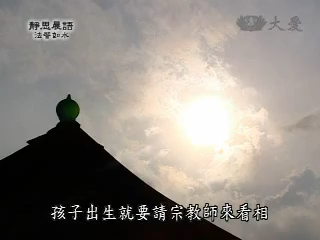 靜思晨語
法譬如水
大愛
孩子出生就要請宗教師來看相